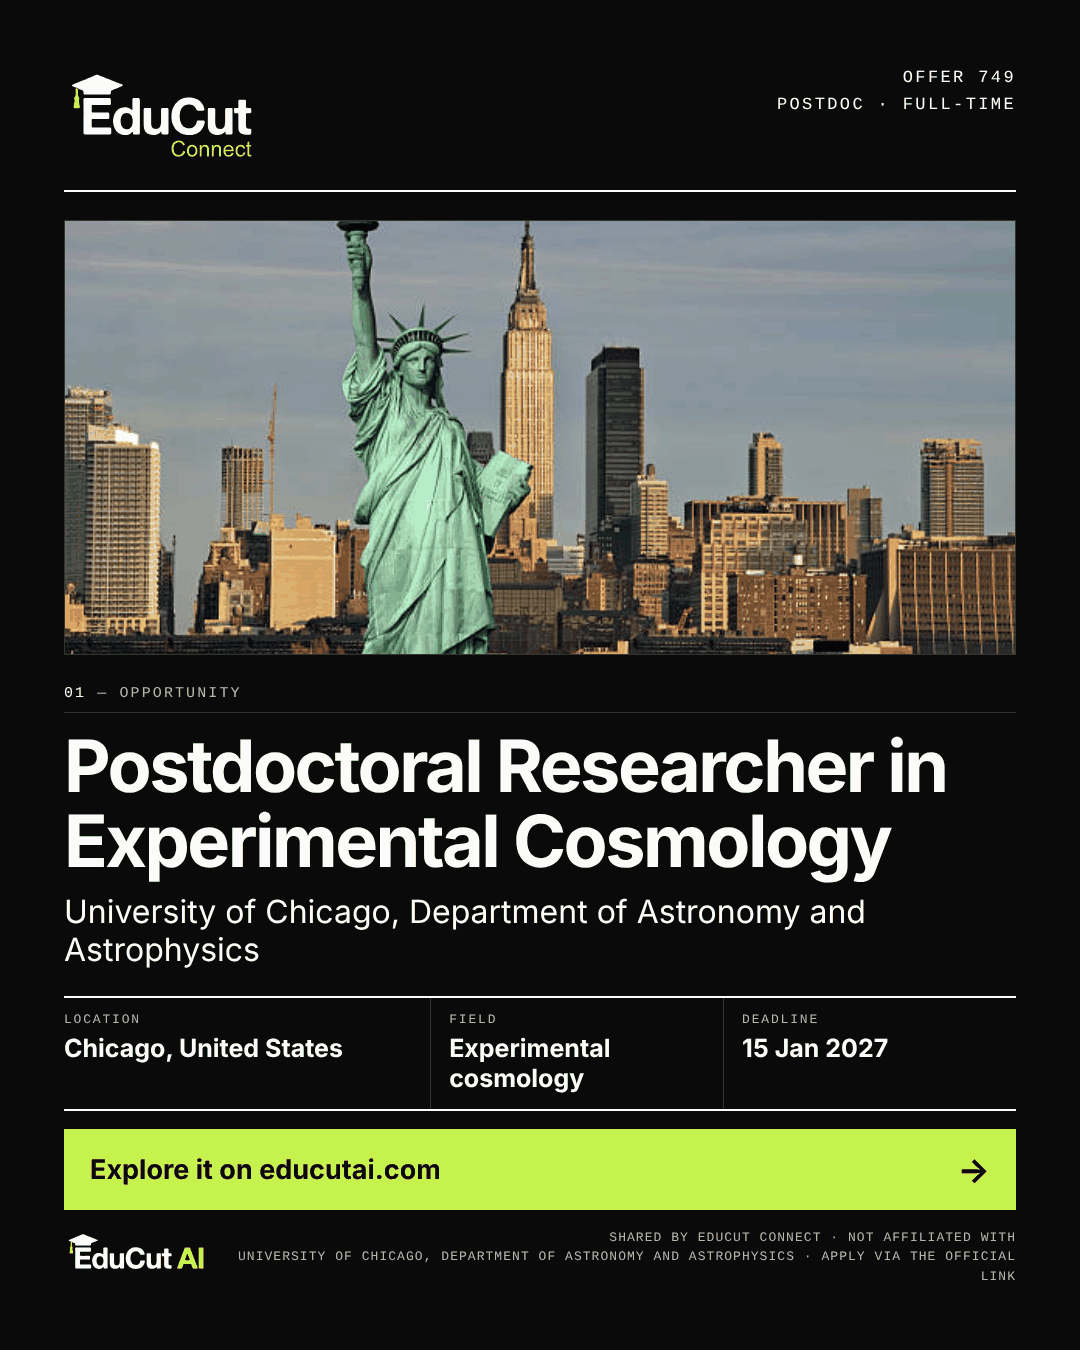 EduCut
Connect
OFFER 749
POSTDOC · FULL-TIME
01 — OPPORTUNITY
Postdoctoral Researcher in
Experimental Cosmology
University of Chicago, Department of Astronomy and
Astrophysics
LOCATION
Chicago, United States
FIELD
Experimental
cosmology
DEADLINE
15 Jan 2027
Explore it on educutai.com →
EduCut AI
SHARED BY EDUCUT CONNECT · NOT AFFILIATED WITH
UNIVERSITY OF CHICAGO, DEPARTMENT OF ASTRONOMY AND ASTROPHYSICS · APPLY VIA THE OFFICIAL
LINK